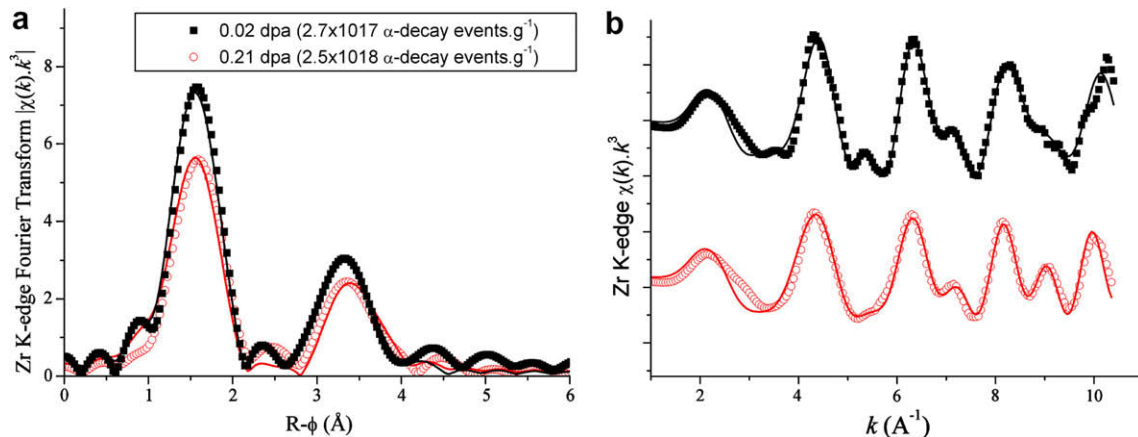 a
0.02 dpa (2.7x1017 α-decay events.g⁻¹)
0.21 dpa (2.5x1018 α-decay events.g⁻¹)
Zr K-edge Fourier Transform |χ(k).k³|
8
6
4
2
0
0 1 2 3 4 5 6
R-ϕ (Å)
b
Zr K-edge χ(k).k³
2 4 6 8 10
k (A⁻¹)